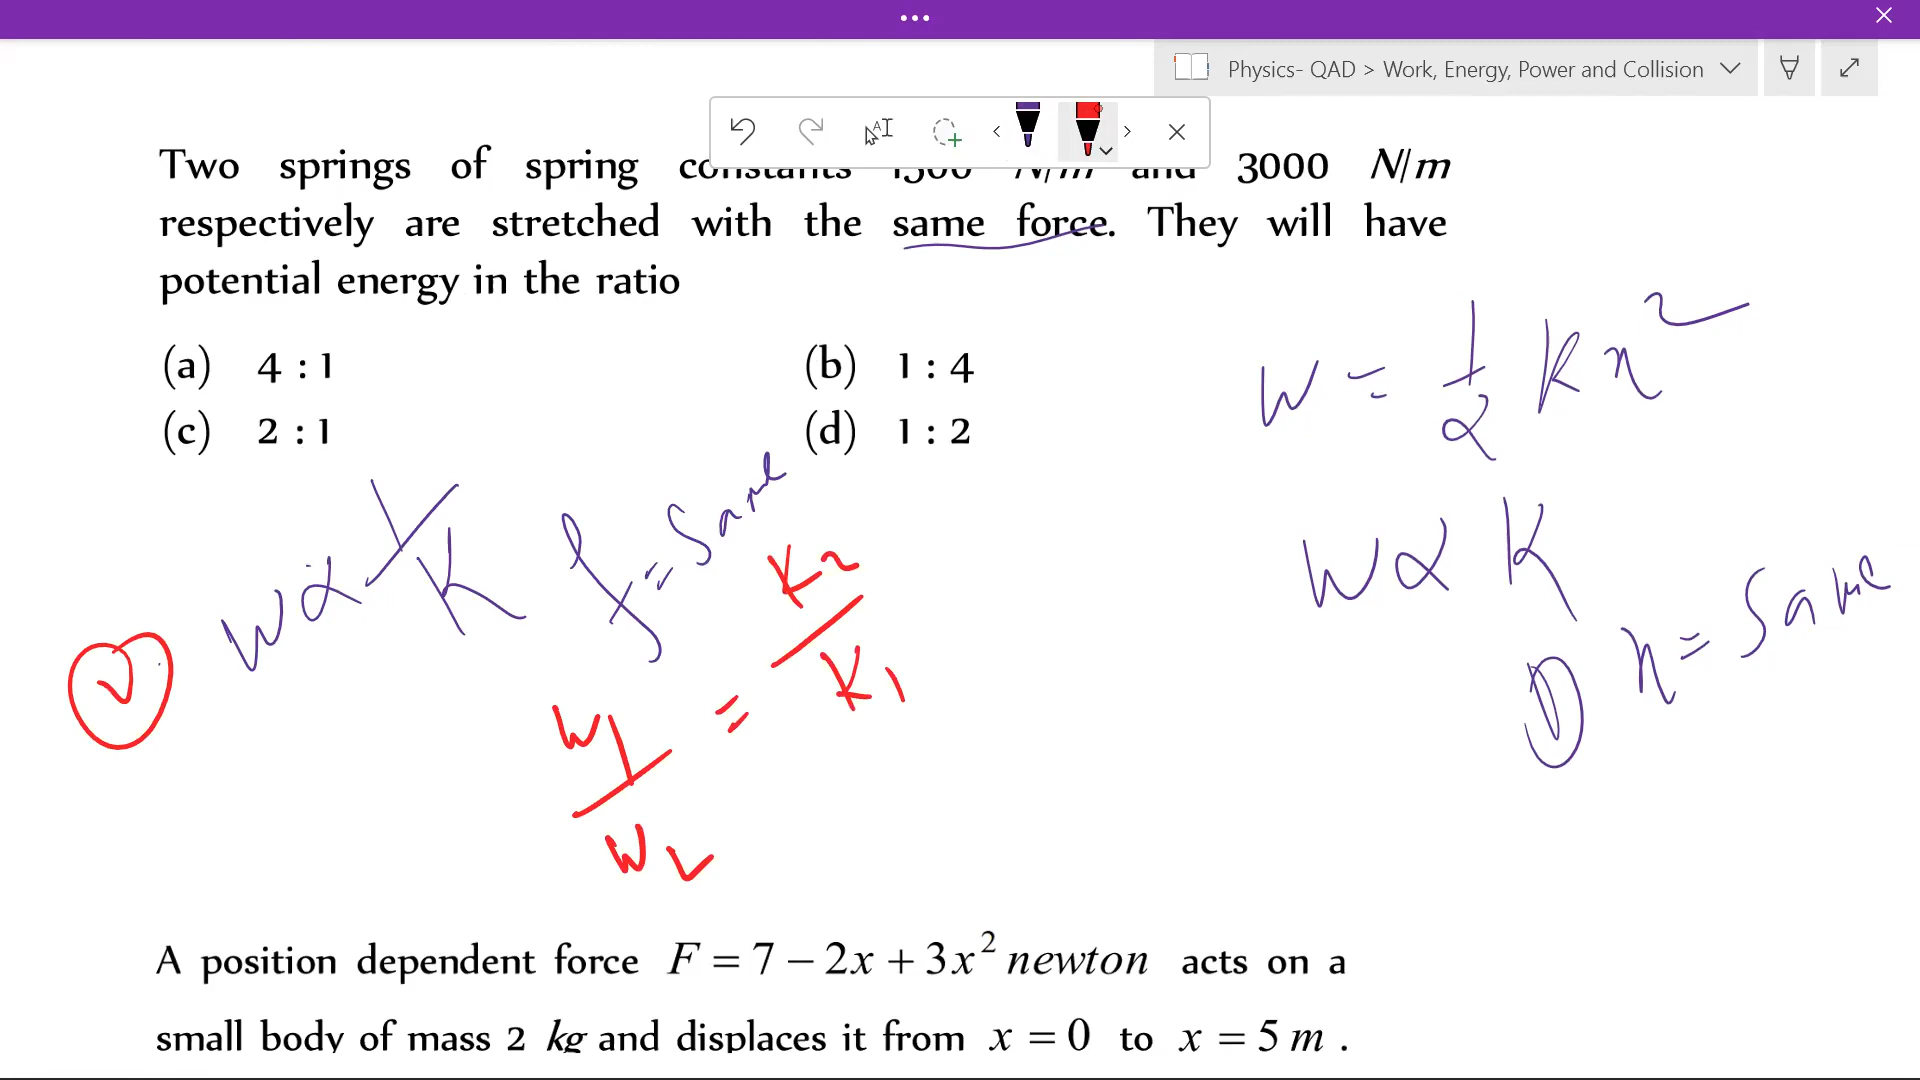 Physics- QAD > Work, Energy, Power and Collision
Two springs of spring constants 1500 N/m and 3000 N/m
respectively are stretched with the same force. They will have
potential energy in the ratio
(a) 4 : 1 (b) 1 : 4
(c) 2 : 1 (d) 1 : 2
W = 1/2 K x²
W ∝ 1/K f = Same
W ∝ K
x = Same
W1/W2 = K2/K1
A position dependent force F = 7 − 2x + 3x² newton acts on a
small body of mass 2 kg and displaces it from x = 0 to x = 5 m .